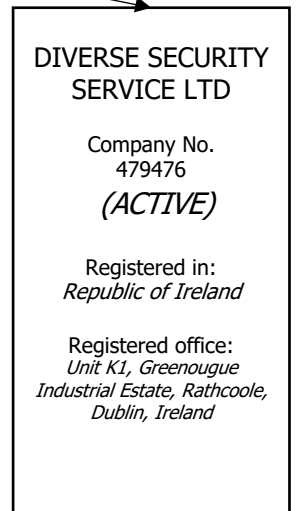 DIVERSE SECURITY
SERVICE LTD
Company No.
479476
(ACTIVE)
Registered in:
Republic of Ireland
Registered office:
Unit K1, Greenougue
Industrial Estate, Rathcoole,
Dublin, Ireland